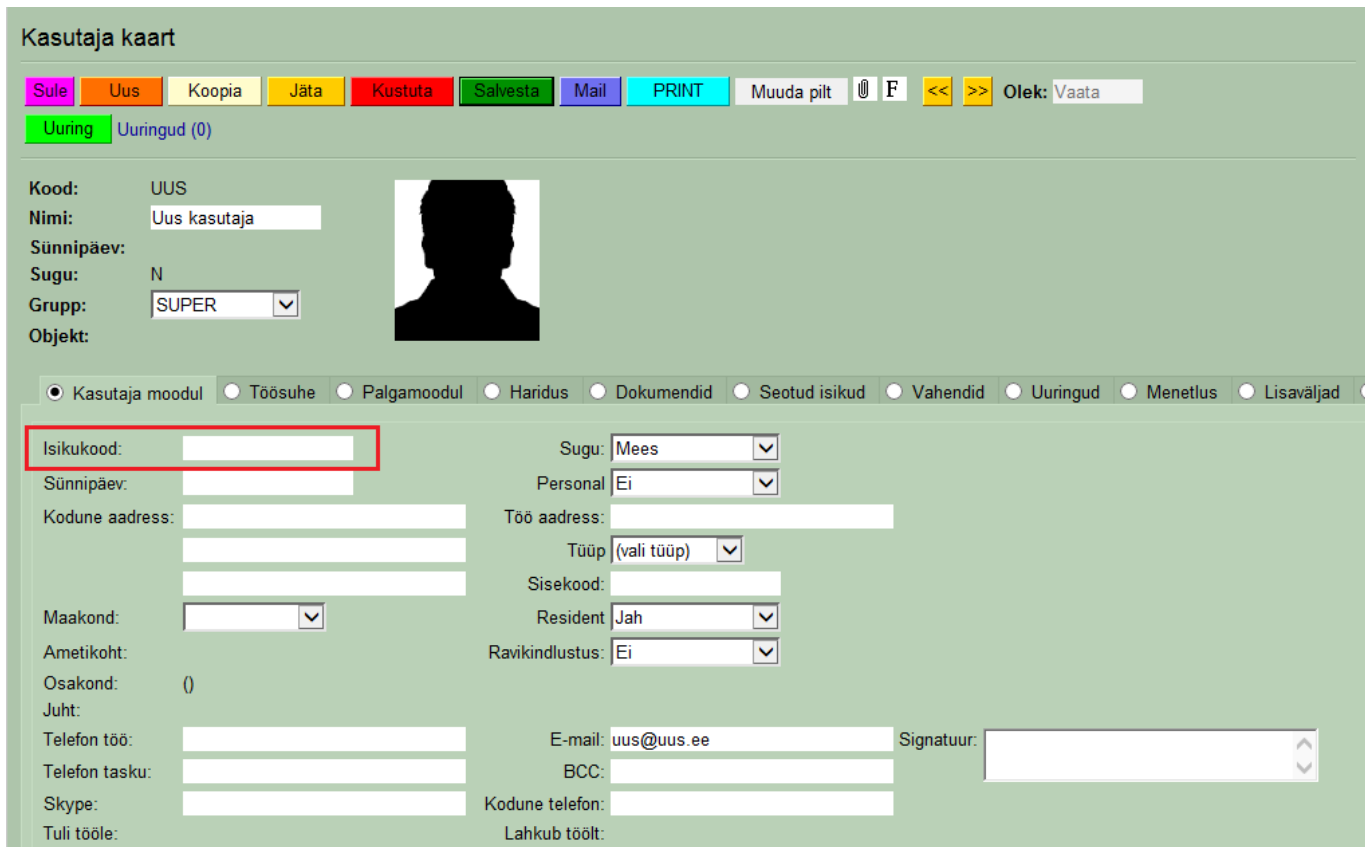 Kasutaja kaart
Sule Uus Koopia Jäta Kustuta Salvesta Mail PRINT Muuda pilt F << >> Olek: Vaata
Uuring Uuringud (0)
Kood: UUS
Nimi: Uus kasutaja
Sünnipäev:
Sugu: N
Grupp: SUPER
Objekt:
Kasutaja moodul Töösuhe Palgamoodul Haridus Dokumendid Seotud isikud Vahendid Uuringud Menetlus Lisaväljad
Isikukood: Sugu: Mees
Sünnipäev: Personal Ei
Kodune aadress: Töö aadress:
Tüüp (vali tüüp)
Sisekood:
Maakond: Resident Jah
Ametikoht: Ravikindlustus: Ei
Osakond: ()
Juht:
Telefon töö: E-mail: uus@uus.ee Signatuur:
Telefon tasku: BCC:
Skype: Kodune telefon:
Tuli tööle: Lahkub töölt: